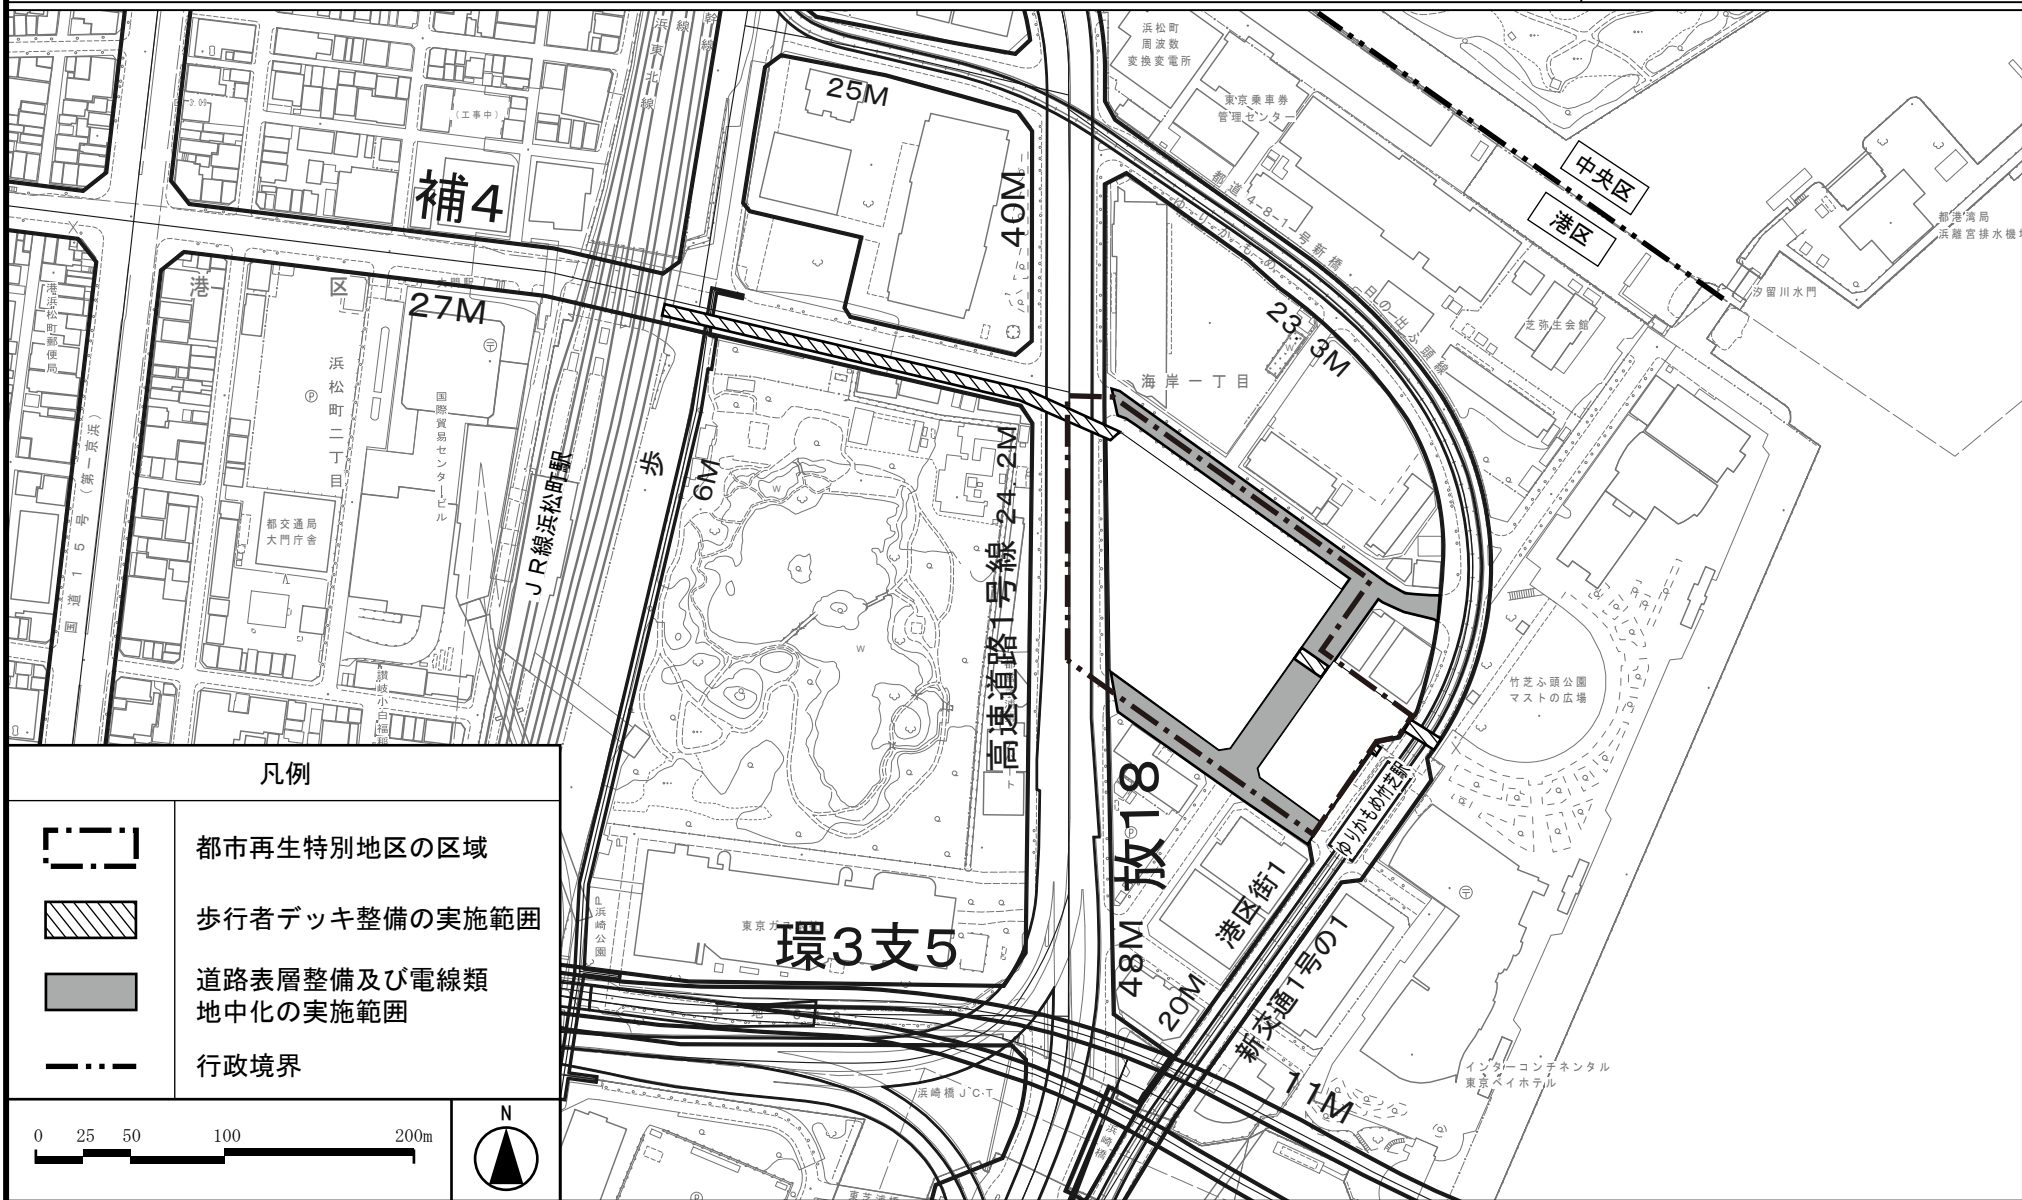 浜松町
周波数
変換変電所
東京乗車券
管理センター
25M
(工事中)
補4
40M
中央区
港区
都港湾局
浜離宮排水機場
汐留川水門
都道4-8-1号新橋・日の出ふ頭線
ゆりかもめ
芝弥生会館
港 区
27M
港浜松町郵便局
浜松町二丁目
国際貿易センタービル
23.3M
海岸一丁目
国道15号(第一京浜)
JR線浜松町駅
歩
6M
都交通局
大門庁舎
高速道路1号線 24.2M
竹芝ふ頭公園
マストの広場
ゆりかもめ竹芝駅
放18
48M
港区街1
20M
新交通1号の1
11M
浜崎公園
環3支5
インターコンチネンタル
東京ベイホテル
浜崎橋JCT
浜崎橋
凡例
都市再生特別地区の区域
歩行者デッキ整備の実施範囲
道路表層整備及び電線類
地中化の実施範囲
行政境界
0 25 50 100 200m
N